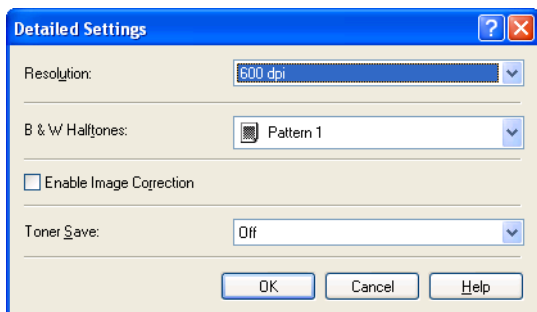 Detailed Settings
Resolution: 600 dpi
B & W Halftones: Pattern 1
Enable Image Correction
Toner Save: Off
OK Cancel Help